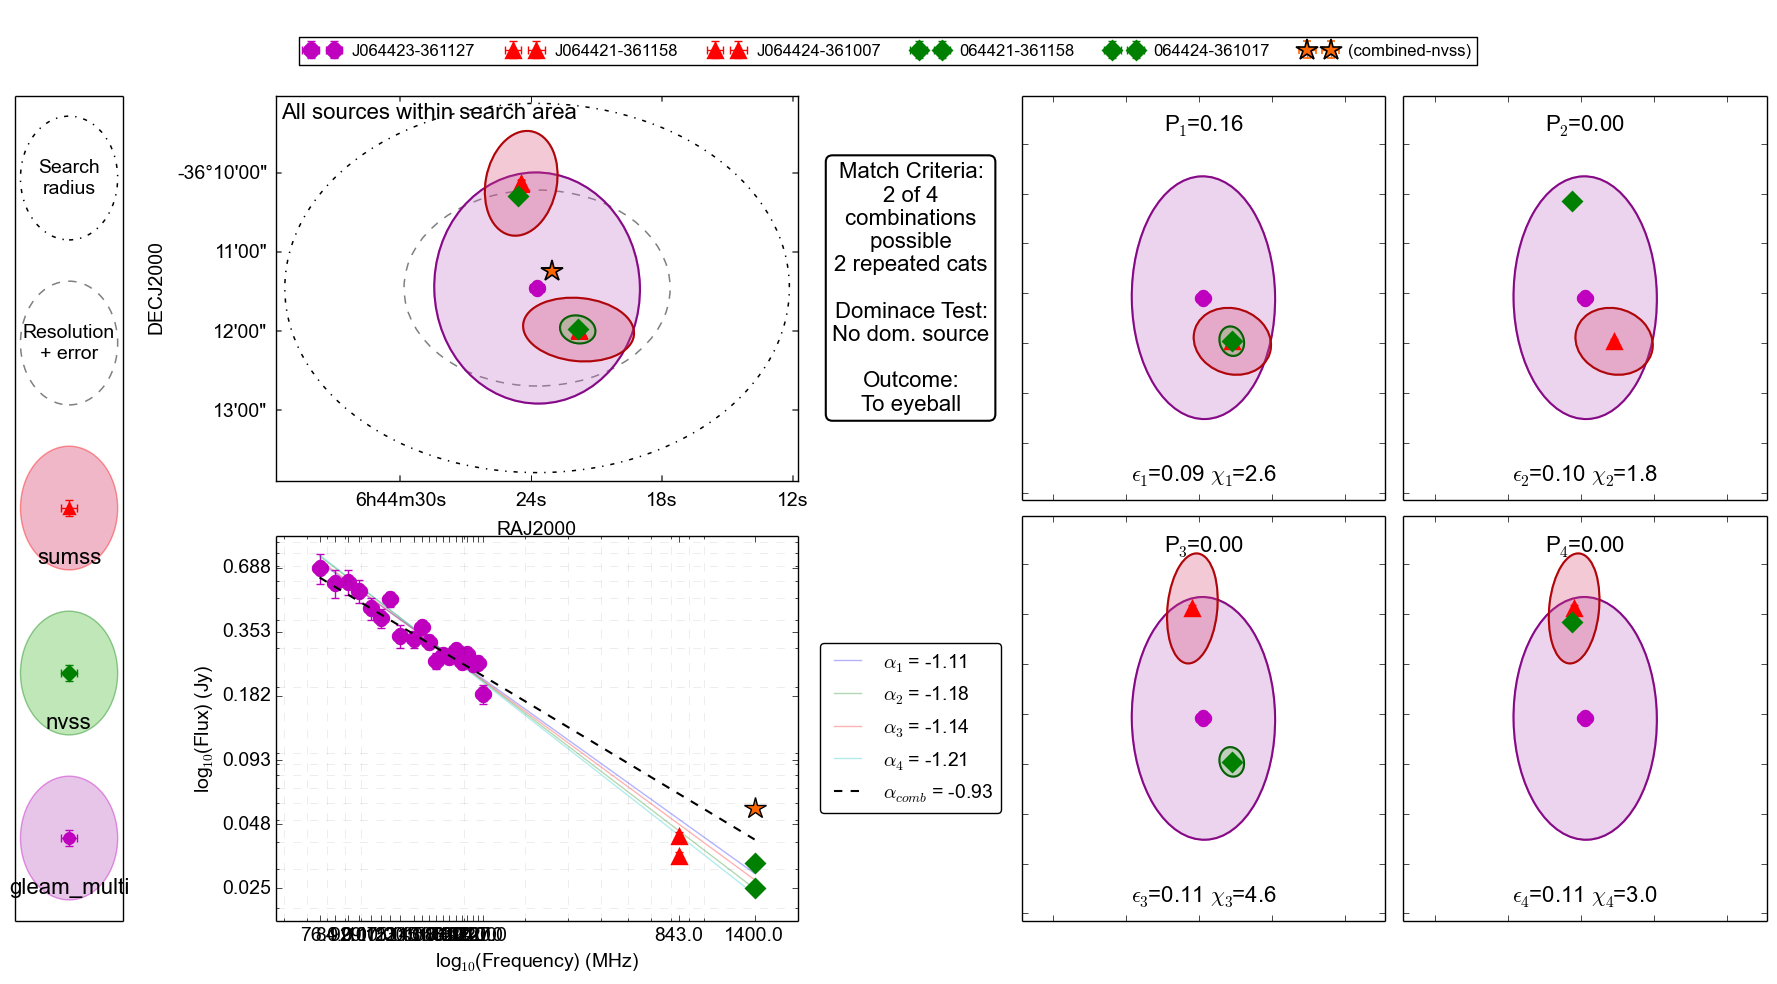 J064423-361127 J064421-361158 J064424-361007 064421-361158 064424-361017 (combined-nvss)
Search
radius
Resolution
+ error
sumss
nvss
gleam_multi
All sources within search area
DECJ2000
-36°10'00"
11'00"
12'00"
13'00"
6h44m30s 24s 18s 12s
RAJ2000
Match Criteria:
2 of 4
combinations
possible
2 repeated cats
Dominace Test:
No dom. source
Outcome:
To eyeball
P1=0.16
ϵ1=0.09 χ1=2.6
P2=0.00
ϵ2=0.10 χ2=1.8
P3=0.00
ϵ3=0.11 χ3=4.6
P4=0.00
ϵ4=0.11 χ4=3.0
log10(Flux) (Jy)
0.688
0.353
0.182
0.093
0.048
0.025
843.0 1400.0
log10(Frequency) (MHz)
α1 = -1.11
α2 = -1.18
α3 = -1.14
α4 = -1.21
αcomb = -0.93